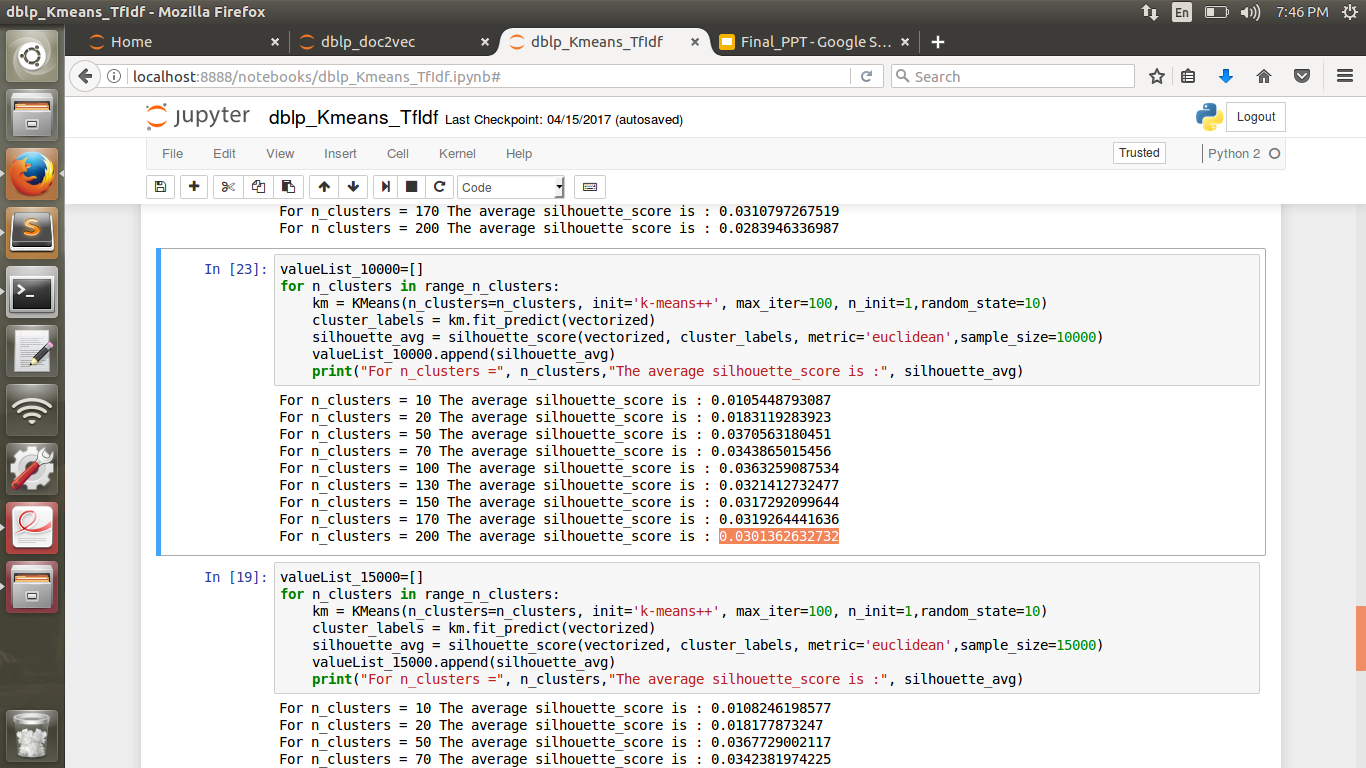 dblp_Kmeans_TfIdf - Mozilla Firefox
En
7:46 PM
Home
dblp_doc2vec
dblp_Kmeans_TfIdf
Final_PPT - Google S...
localhost:8888/notebooks/dblp_Kmeans_TfIdf.ipynb#
Search
jupyter
dblp_Kmeans_TfIdf Last Checkpoint: 04/15/2017 (autosaved)
Logout
File Edit View Insert Cell Kernel Help
Trusted
Python 2
Code
For n_clusters = 170 The average silhouette_score is : 0.0310797267519
For n clusters = 200 The average silhouette score is : 0.0283946336987
In [23]: valueList_10000=[]
for n_clusters in range_n_clusters:
    km = KMeans(n_clusters=n_clusters, init='k-means++', max_iter=100, n_init=1,random_state=10)
    cluster_labels = km.fit_predict(vectorized)
    silhouette_avg = silhouette_score(vectorized, cluster_labels, metric='euclidean',sample_size=10000)
    valueList_10000.append(silhouette_avg)
    print("For n_clusters =", n_clusters,"The average silhouette_score is :", silhouette_avg)
For n_clusters = 10 The average silhouette_score is : 0.0105448793087
For n_clusters = 20 The average silhouette_score is : 0.0183119283923
For n_clusters = 50 The average silhouette_score is : 0.0370563180451
For n_clusters = 70 The average silhouette_score is : 0.0343865015456
For n_clusters = 100 The average silhouette_score is : 0.0363259087534
For n_clusters = 130 The average silhouette_score is : 0.0321412732477
For n_clusters = 150 The average silhouette_score is : 0.0317292099644
For n_clusters = 170 The average silhouette_score is : 0.0319264441636
For n_clusters = 200 The average silhouette_score is : 0.0301362632732
In [19]: valueList_15000=[]
for n_clusters in range_n_clusters:
    km = KMeans(n_clusters=n_clusters, init='k-means++', max_iter=100, n_init=1,random_state=10)
    cluster_labels = km.fit_predict(vectorized)
    silhouette_avg = silhouette_score(vectorized, cluster_labels, metric='euclidean',sample_size=15000)
    valueList_15000.append(silhouette_avg)
    print("For n_clusters =", n_clusters,"The average silhouette_score is :", silhouette_avg)
For n_clusters = 10 The average silhouette_score is : 0.0108246198577
For n_clusters = 20 The average silhouette_score is : 0.018177873247
For n_clusters = 50 The average silhouette_score is : 0.0367729002117
For n_clusters = 70 The average silhouette_score is : 0.0342381974225